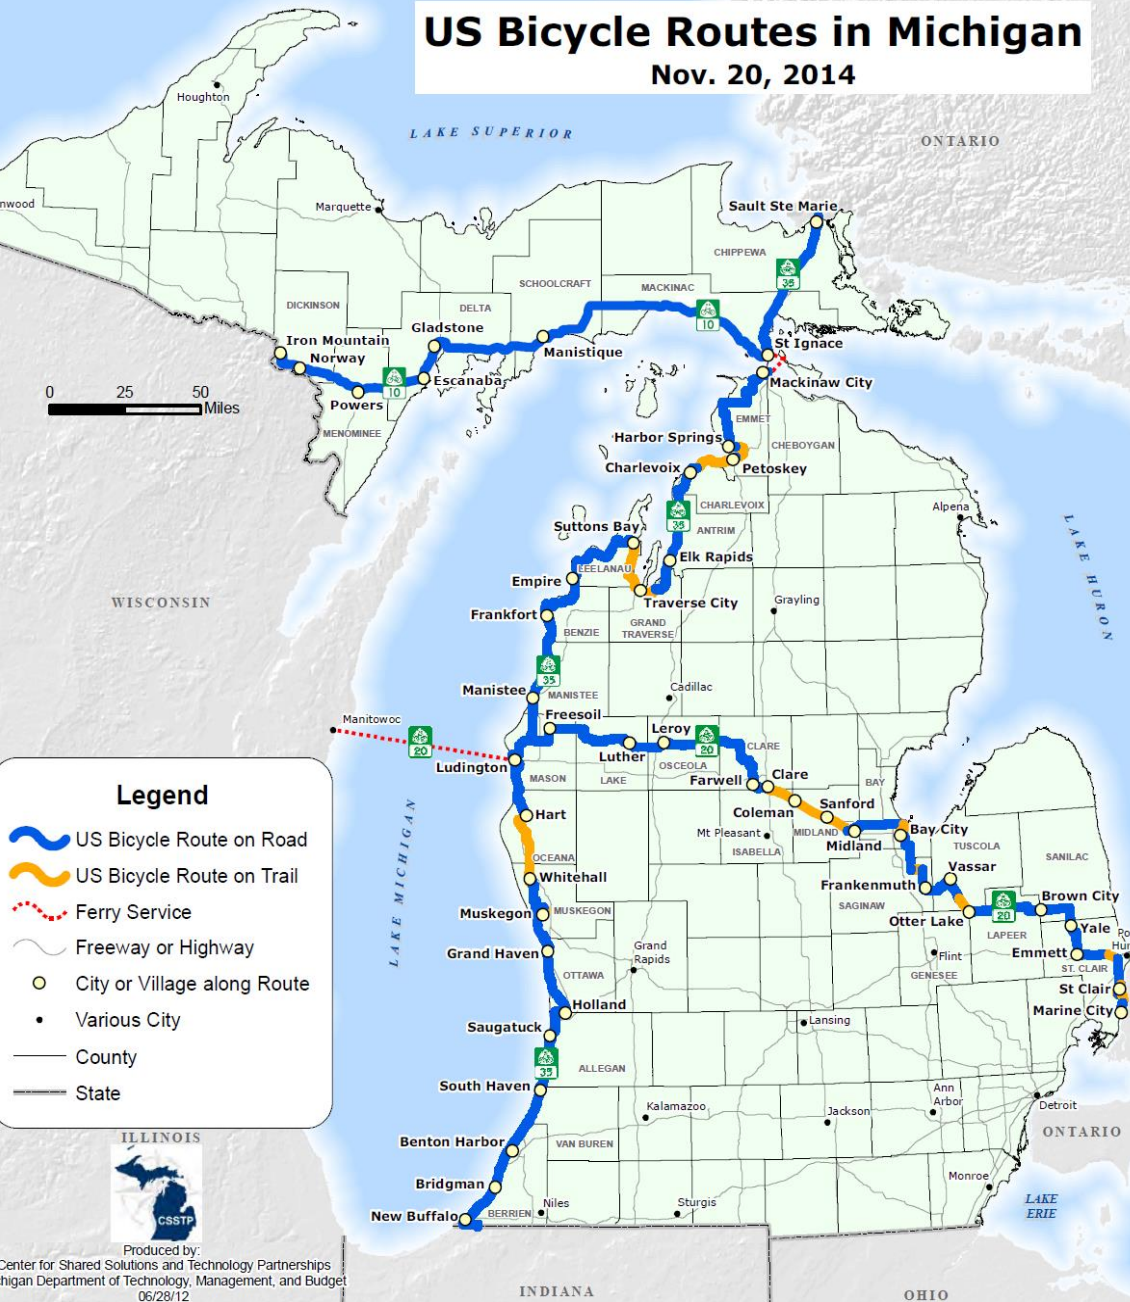 US Bicycle Routes in Michigan
Nov. 20, 2014
Houghton
LAKE SUPERIOR
ONTARIO
nwood
Marquette
Sault Ste Marie
CHIPPEWA
35
SCHOOLCRAFT
MACKINAC
DICKINSON
DELTA
10
Gladstone
Iron Mountain
Norway
Manistique
St Ignace
Escanaba
Mackinaw City
10
Powers
0 25 50
Miles
MENOMINEE
EMMET
Harbor Springs
CHEBOYGAN
Charlevoix
Petoskey
CHARLEVOIX
35
ANTRIM
Alpena
Suttons Bay
LAKE HURON
Elk Rapids
LEELANAU
Empire
WISCONSIN
Traverse City
Grayling
Frankfort
GRAND
TRAVERSE
BENZIE
35
Manistee
MANISTEE
Cadillac
Manitowoc
Freesoil
20
Leroy
20
CLARE
Luther
Ludington
OSCEOLA
MASON
LAKE
Farwell
Clare
BAY
Coleman
Sanford
Hart
Mt Pleasant
MIDLAND
Bay City
Midland
ISABELLA
TUSCOLA
OCEANA
SANILAC
Vassar
Whitehall
Frankenmuth
Brown City
20
SAGINAW
Muskegon
MUSKEGON
Otter Lake
Yale
LAPEER
Po
Hur
Grand Haven
Grand
Rapids
Flint
Emmett
OTTAWA
GENESEE
ST. CLAIR
St Clair
Holland
Marine City
Lansing
Saugatuck
35
ALLEGAN
South Haven
Kalamazoo
Ann
Arbor
Jackson
Detroit
Benton Harbor
VAN BUREN
ONTARIO
Bridgman
Monroe
Niles
Sturgis
LAKE
ERIE
New Buffalo
BERRIEN
INDIANA
OHIO
LAKE MICHIGAN
Legend
US Bicycle Route on Road
US Bicycle Route on Trail
Ferry Service
Freeway or Highway
City or Village along Route
Various City
County
State
ILLINOIS
CSSTP
Produced by:
Center for Shared Solutions and Technology Partnerships
higan Department of Technology, Management, and Budget
06/28/12